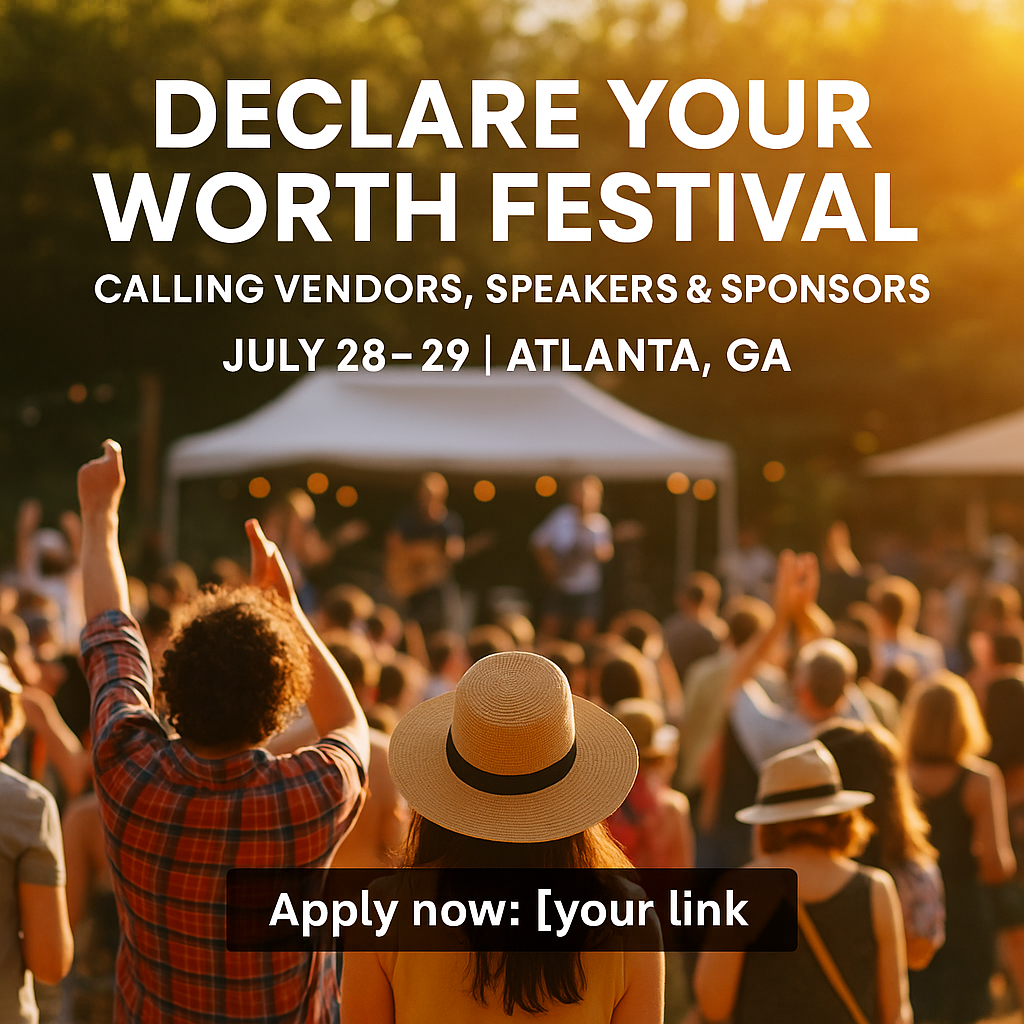 DECLARE YOUR
WORTH FESTIVAL
CALLING VENDORS, SPEAKERS & SPONSORS
JULY 28–29 | ATLANTA, GA
Apply now: [your link